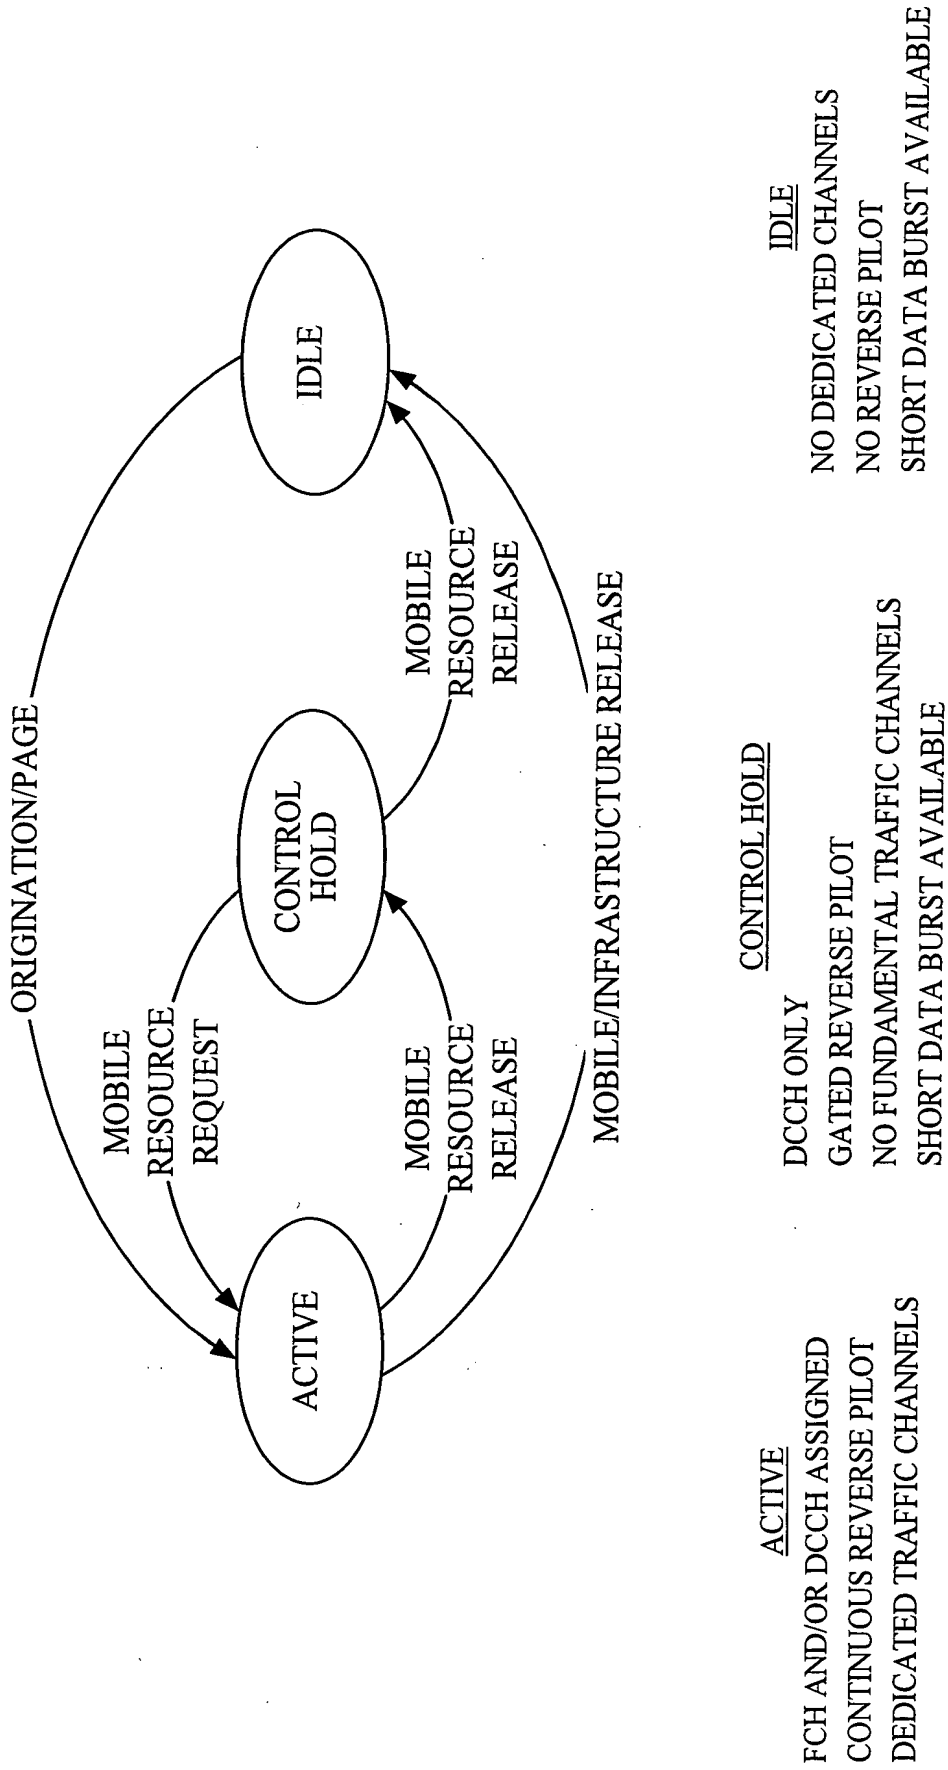 ORIGINATION/PAGE
MOBILE
RESOURCE
REQUEST
ACTIVE
CONTROL
HOLD
IDLE
MOBILE
RESOURCE
RELEASE
MOBILE
RESOURCE
RELEASE
MOBILE/INFRASTRUCTURE RELEASE
ACTIVE
FCH AND/OR DCCH ASSIGNED
CONTINUOUS REVERSE PILOT
DEDICATED TRAFFIC CHANNELS
CONTROL HOLD
DCCH ONLY
GATED REVERSE PILOT
NO FUNDAMENTAL TRAFFIC CHANNELS
SHORT DATA BURST AVAILABLE
IDLE
NO DEDICATED CHANNELS
NO REVERSE PILOT
SHORT DATA BURST AVAILABLE